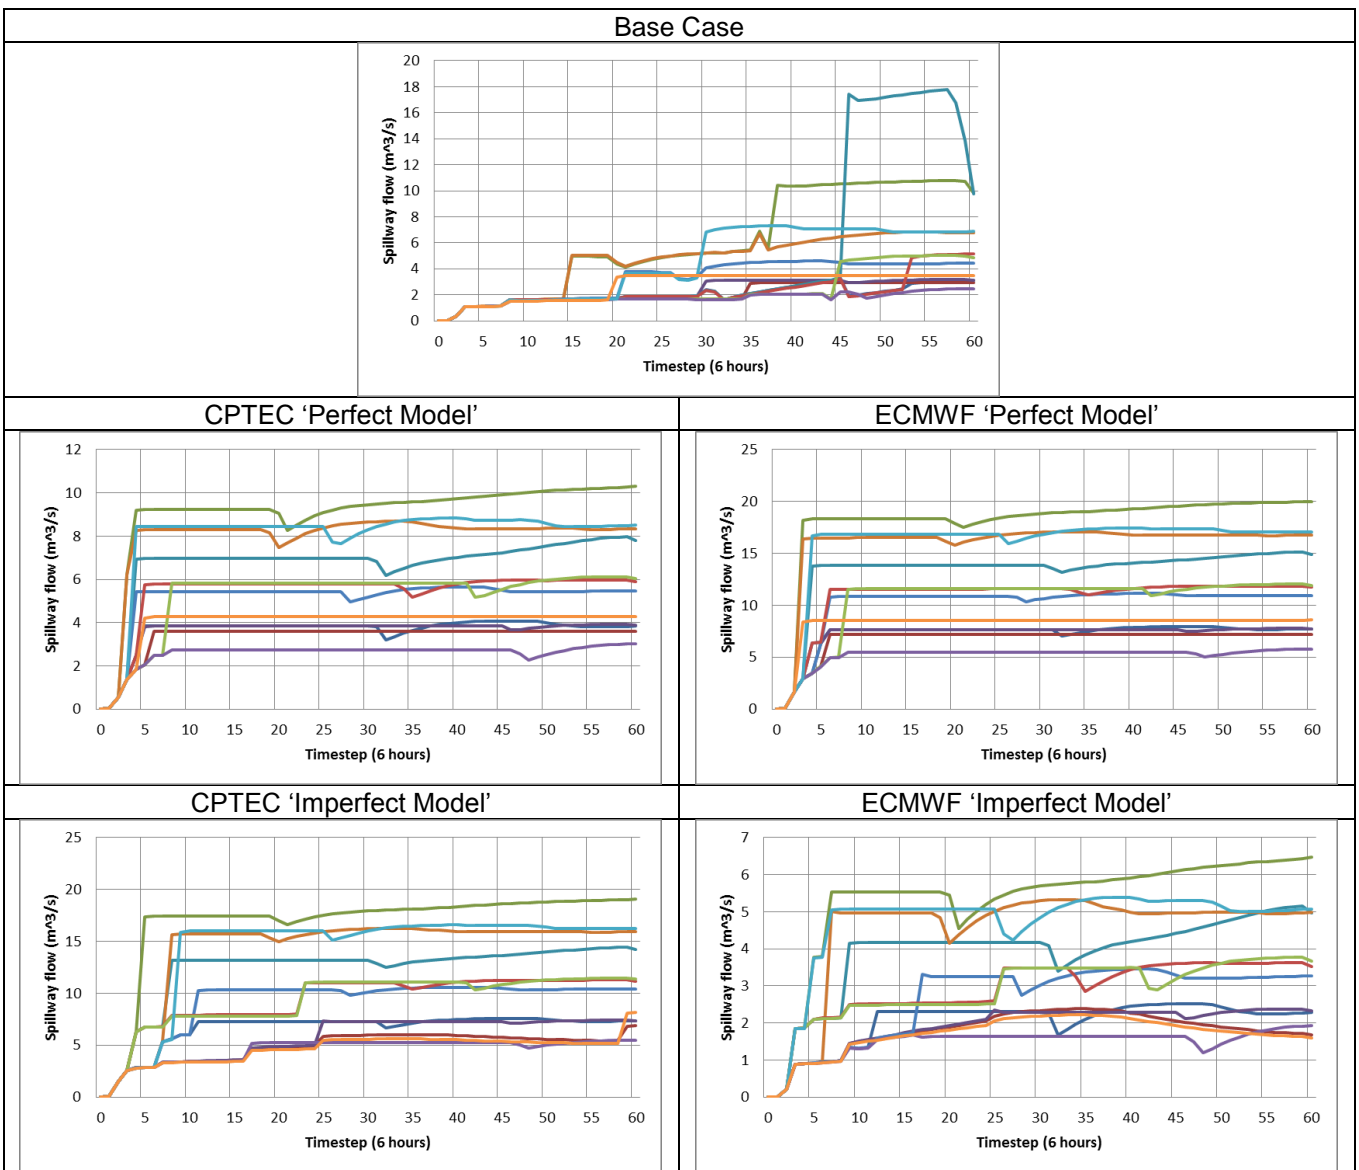 Base Case
Spillway flow (m^3/s)
20
18
16
14
12
10
8
6
4
2
0
0 5 10 15 20 25 30 35 40 45 50 55 60
Timestep (6 hours)
CPTEC ‘Perfect Model’
Spillway flow (m^3/s)
12
10
8
6
4
2
0
0 5 10 15 20 25 30 35 40 45 50 55 60
Timestep (6 hours)
ECMWF ‘Perfect Model’
Spillway flow (m^3/s)
25
20
15
10
5
0
0 5 10 15 20 25 30 35 40 45 50 55 60
Timestep (6 hours)
CPTEC ‘Imperfect Model’
Spillway flow (m^3/s)
25
20
15
10
5
0
0 5 10 15 20 25 30 35 40 45 50 55 60
Timestep (6 hours)
ECMWF ‘Imperfect Model’
Spillway flow (m^3/s)
7
6
5
4
3
2
1
0
0 5 10 15 20 25 30 35 40 45 50 55 60
Timestep (6 hours)